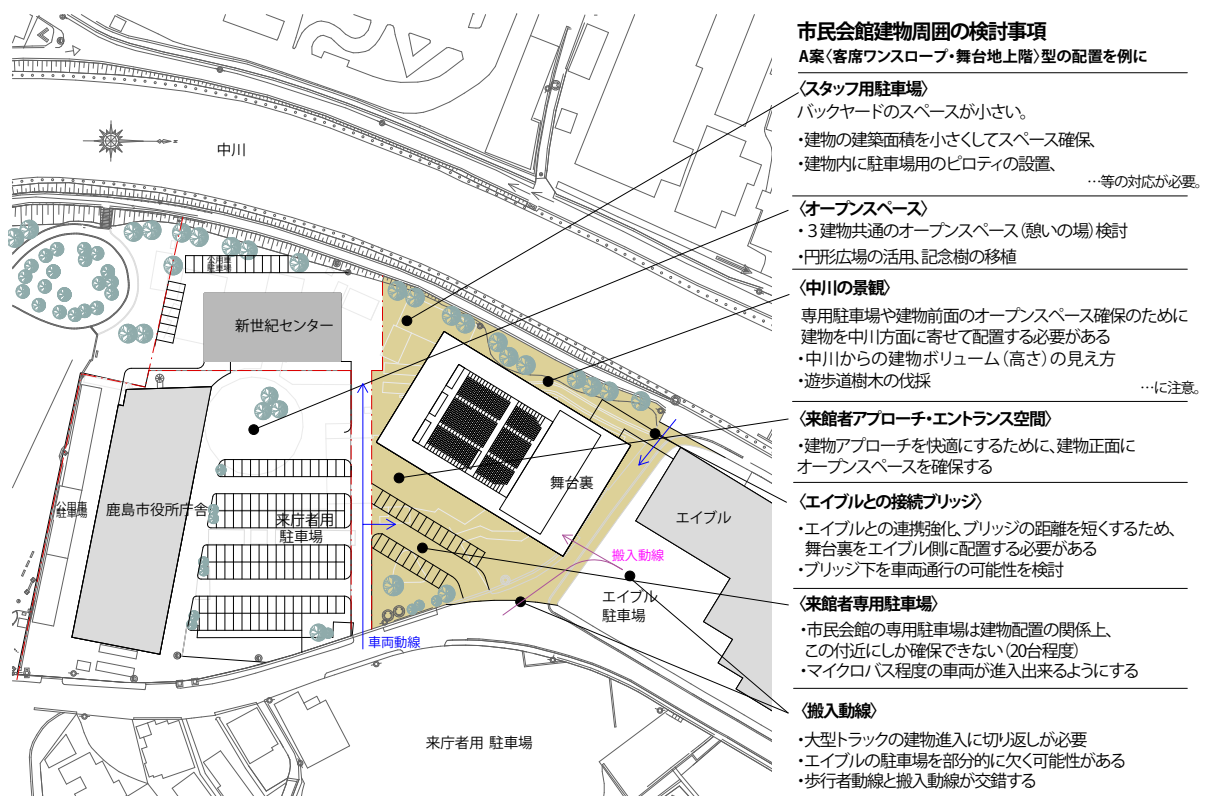 市民会館建物周囲の検討事項
A案〈客席ワンスロープ・舞台地上階〉型の配置を例に
〈スタッフ用駐車場〉
バックヤードのスペースが小さい。
・建物の建築面積を小さくしてスペース確保、
・建物内に駐車場用のピロティの設置、
…等の対応が必要。
〈オープンスペース〉
・３建物共通のオープンスペース（憩いの場）検討
・円形広場の活用、記念樹の移植
〈中川の景観〉
専用駐車場や建物前面のオープンスペース確保のために
建物を中川方面に寄せて配置する必要がある
・中川からの建物ボリューム（高さ）の見え方
・遊歩道樹木の伐採
…に注意。
〈来館者アプローチ・エントランス空間〉
・建物アプローチを快適にするために、建物正面に
オープンスペースを確保する
〈エイブルとの接続ブリッジ〉
・エイブルとの連携強化、ブリッジの距離を短くするため、
舞台裏をエイブル側に配置する必要がある
・ブリッジ下を車両通行の可能性を検討
〈来館者専用駐車場〉
・市民会館の専用駐車場は建物配置の関係上、
この付近にしか確保できない（20台程度）
・マイクロバス程度の車両が進入出来るようにする
〈搬入動線〉
・大型トラックの建物進入に切り返しが必要
・エイブルの駐車場を部分的に欠く可能性がある
・歩行者動線と搬入動線が交錯する
中川
公用車
駐車場
新世紀センター
公用車
駐車場
鹿島市役所庁舎
来庁者用
駐車場
舞台裏
エイブル
搬入動線
エイブル
駐車場
車両動線
来庁者用 駐車場